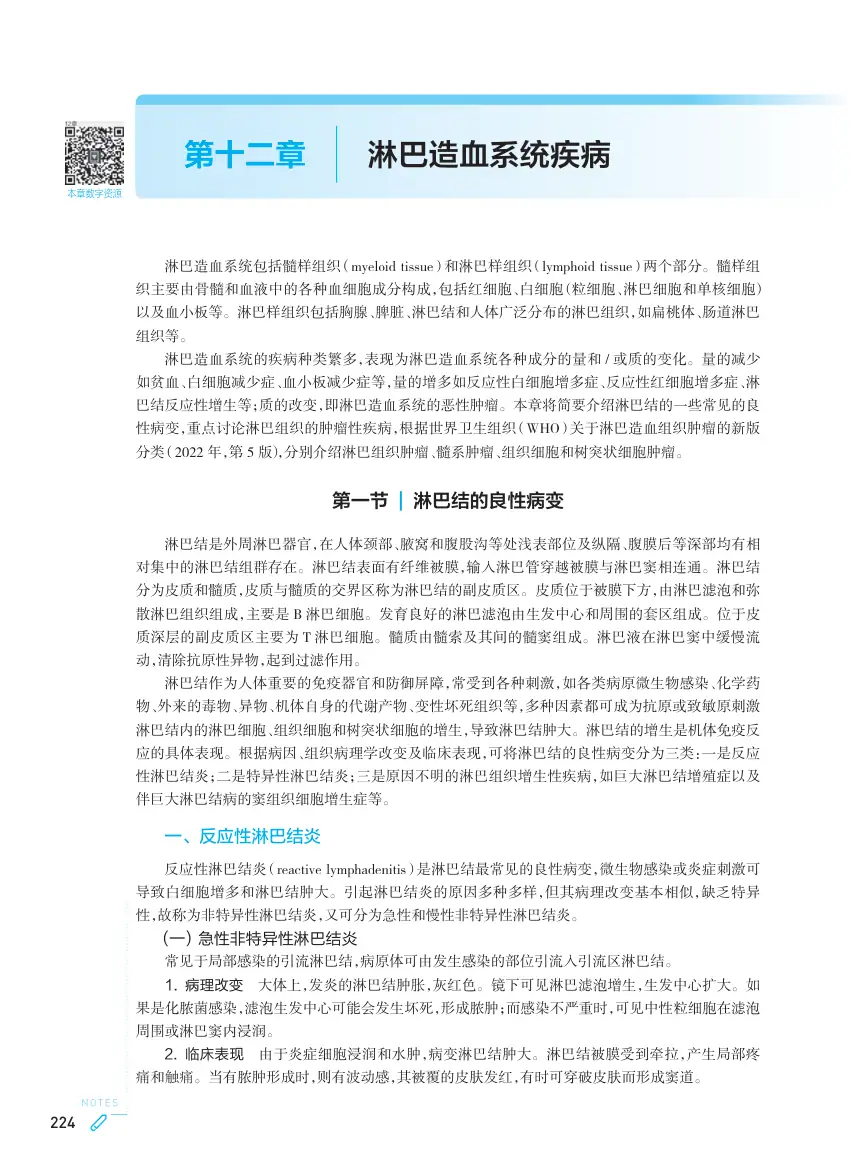 12章
本章数字资源
第十二章
淋巴造血系统疾病
淋巴造血系统包括髓样组织（myeloid tissue）和淋巴样组织（lymphoid tissue）两个部分。髓样组
织主要由骨髓和血液中的各种血细胞成分构成，包括红细胞、白细胞（粒细胞、淋巴细胞和单核细胞）
以及血小板等。淋巴样组织包括胸腺、脾脏、淋巴结和人体广泛分布的淋巴组织，如扁桃体、肠道淋巴
组织等。
淋巴造血系统的疾病种类繁多，表现为淋巴造血系统各种成分的量和 / 或质的变化。量的减少
如贫血、白细胞减少症、血小板减少症等，量的增多如反应性白细胞增多症、反应性红细胞增多症、淋
巴结反应性增生等；质的改变，即淋巴造血系统的恶性肿瘤。本章将简要介绍淋巴结的一些常见的良
性病变，重点讨论淋巴组织的肿瘤性疾病，根据世界卫生组织（WHO）关于淋巴造血组织肿瘤的新版
分类（2022 年，第 5 版），分别介绍淋巴组织肿瘤、髓系肿瘤、组织细胞和树突状细胞肿瘤。
第一节 | 淋巴结的良性病变
淋巴结是外周淋巴器官，在人体颈部、腋窝和腹股沟等处浅表部位及纵隔、腹膜后等深部均有相
对集中的淋巴结组群存在。淋巴结表面有纤维被膜，输入淋巴管穿越被膜与淋巴窦相连通。淋巴结
分为皮质和髓质，皮质与髓质的交界区称为淋巴结的副皮质区。皮质位于被膜下方，由淋巴滤泡和弥
散淋巴组织组成，主要是 B 淋巴细胞。发育良好的淋巴滤泡由生发中心和周围的套区组成。位于皮
质深层的副皮质区主要为 T 淋巴细胞。髓质由髓索及其间的髓窦组成。淋巴液在淋巴窦中缓慢流
动，清除抗原性异物，起到过滤作用。
淋巴结作为人体重要的免疫器官和防御屏障，常受到各种刺激，如各类病原微生物感染、化学药
物、外来的毒物、异物、机体自身的代谢产物、变性坏死组织等，多种因素都可成为抗原或致敏原刺激
淋巴结内的淋巴细胞、组织细胞和树突状细胞的增生，导致淋巴结肿大。淋巴结的增生是机体免疫反
应的具体表现。根据病因、组织病理学改变及临床表现，可将淋巴结的良性病变分为三类：一是反应
性淋巴结炎；二是特异性淋巴结炎；三是原因不明的淋巴组织增生性疾病，如巨大淋巴结增殖症以及
伴巨大淋巴结病的窦组织细胞增生症等。
一、反应性淋巴结炎
反应性淋巴结炎（reactive lymphadenitis）是淋巴结最常见的良性病变，微生物感染或炎症刺激可
导致白细胞增多和淋巴结肿大。引起淋巴结炎的原因多种多样，但其病理改变基本相似，缺乏特异
性，故称为非特异性淋巴结炎，又可分为急性和慢性非特异性淋巴结炎。
（一）急性非特异性淋巴结炎
常见于局部感染的引流淋巴结，病原体可由发生感染的部位引流入引流区淋巴结。
1. 病理改变 大体上，发炎的淋巴结肿胀，灰红色。镜下可见淋巴滤泡增生，生发中心扩大。如
果是化脓菌感染，滤泡生发中心可能会发生坏死，形成脓肿；而感染不严重时，可见中性粒细胞在滤泡
周围或淋巴窦内浸润。
2. 临床表现 由于炎症细胞浸润和水肿，病变淋巴结肿大。淋巴结被膜受到牵拉，产生局部疼
痛和触痛。当有脓肿形成时，则有波动感，其被覆的皮肤发红，有时可穿破皮肤而形成窦道。
NOTES
224